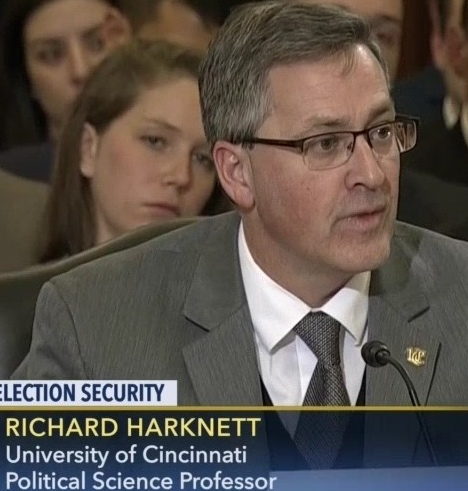 ELECTION SECURITY
RICHARD HARKNETT
University of Cincinnati
Political Science Professor